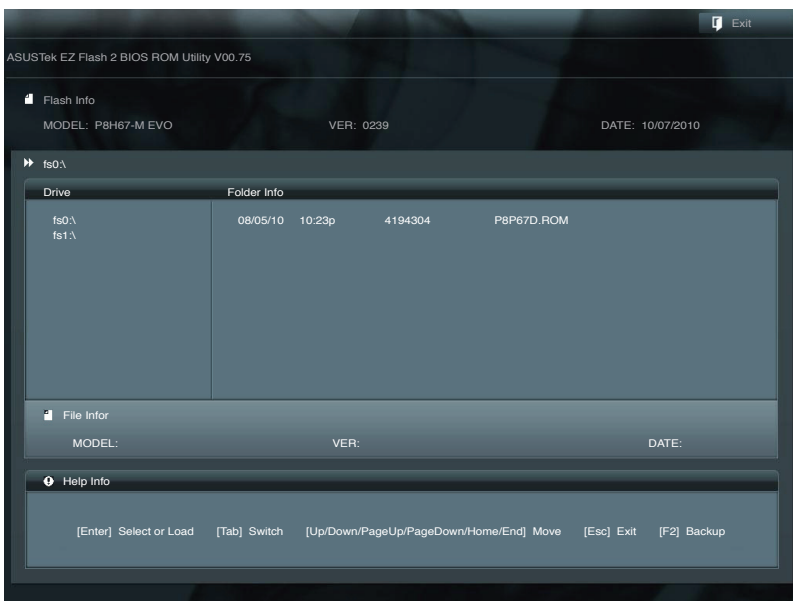 Exit
ASUSTek EZ Flash 2 BIOS ROM Utility V00.75
Flash Info
MODEL: P8H67-M EVO VER: 0239 DATE: 10/07/2010
fs0:\
Drive Folder Info
fs0:\ 08/05/10 10:23p 4194304 P8P67D.ROM
fs1:\
File Infor
MODEL: VER: DATE:
Help Info
[Enter] Select or Load [Tab] Switch [Up/Down/PageUp/PageDown/Home/End] Move [Esc] Exit [F2] Backup